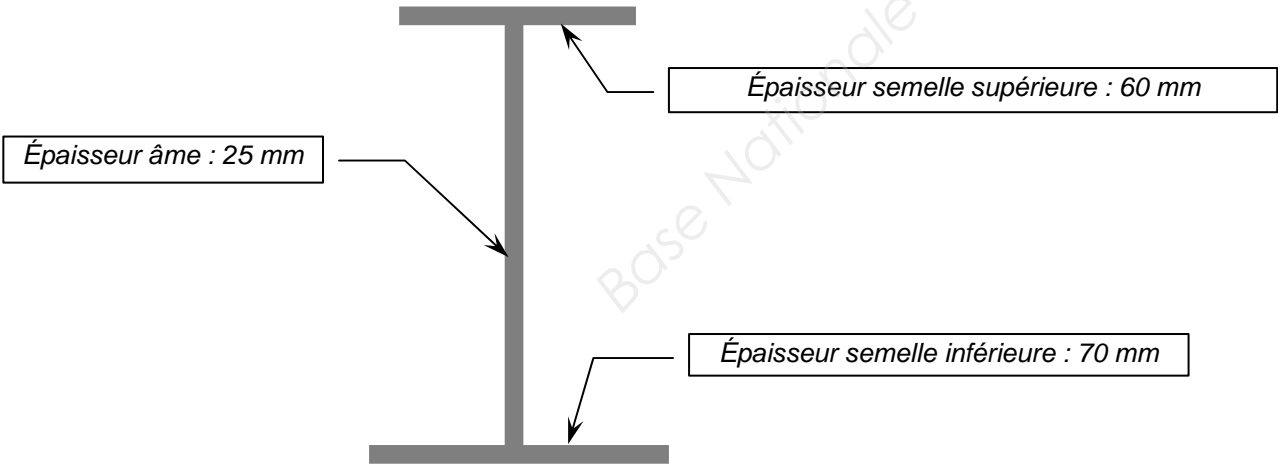 Épaisseur semelle supérieure : 60 mm
Épaisseur âme : 25 mm
Base Nationale
Épaisseur semelle inférieure : 70 mm